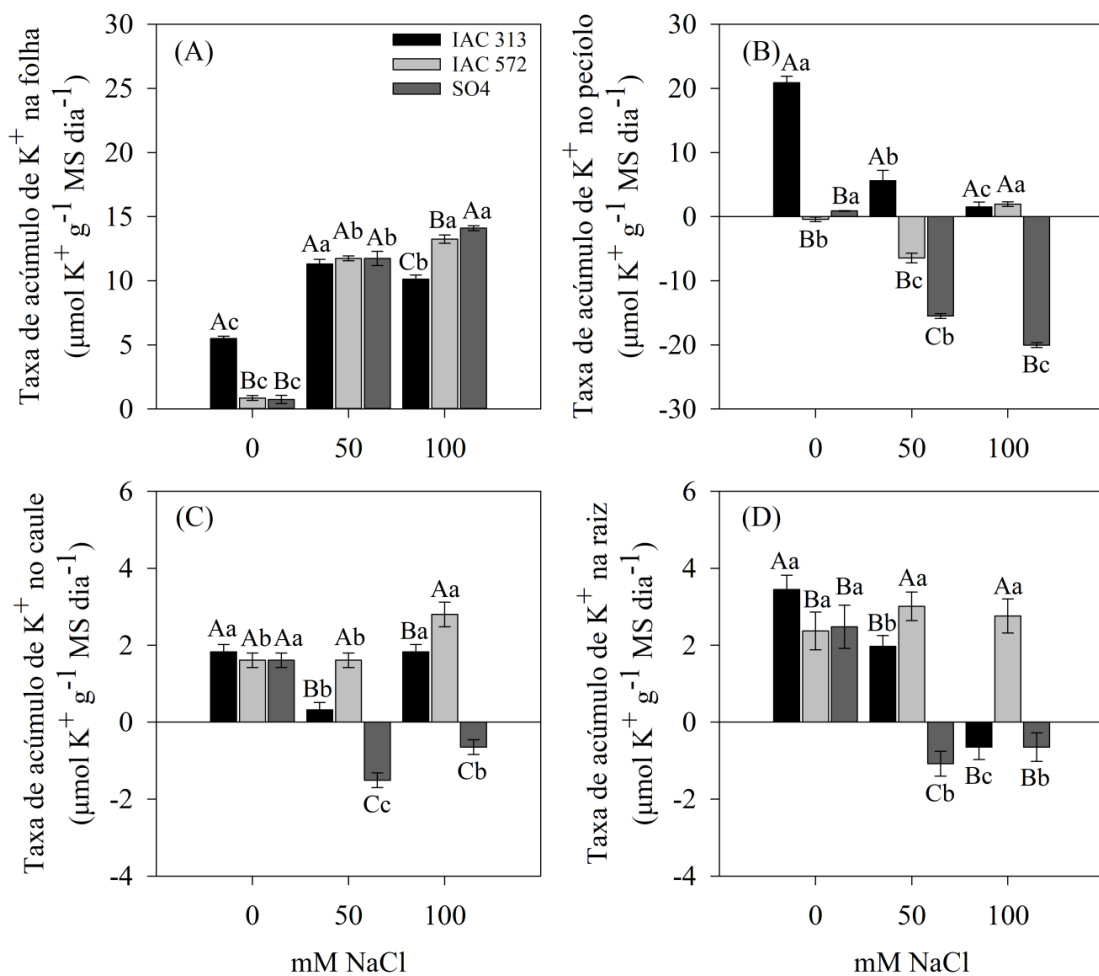 (A)
IAC 313
IAC 572
SO4
Taxa de acúmulo de K⁺ na folha
(µmol K⁺ g⁻¹ MS dia⁻¹)
30
25
20
15
10
5
0
Ac
Bc
Bc
Aa
Ab
Ab
Cb
Ba
Aa
0
50
100
(B)
Taxa de acúmulo de K⁺ no pecíolo
(µmol K⁺ g⁻¹ MS dia⁻¹)
30
20
10
0
-10
-20
-30
Aa
Bb
Ba
Ab
Bc
Cb
Ac
Aa
Bc
0
50
100
(C)
Taxa de acúmulo de K⁺ no caule
(µmol K⁺ g⁻¹ MS dia⁻¹)
6
4
2
0
-2
-4
Aa
Ab
Aa
Bb
Ab
Cc
Ba
Aa
Cb
0
50
100
mM NaCl
(D)
Taxa de acúmulo de K⁺ na raiz
(µmol K⁺ g⁻¹ MS dia⁻¹)
6
4
2
0
-2
-4
Aa
Ba
Ba
Bb
Aa
Cb
Bc
Aa
Bb
0
50
100
mM NaCl